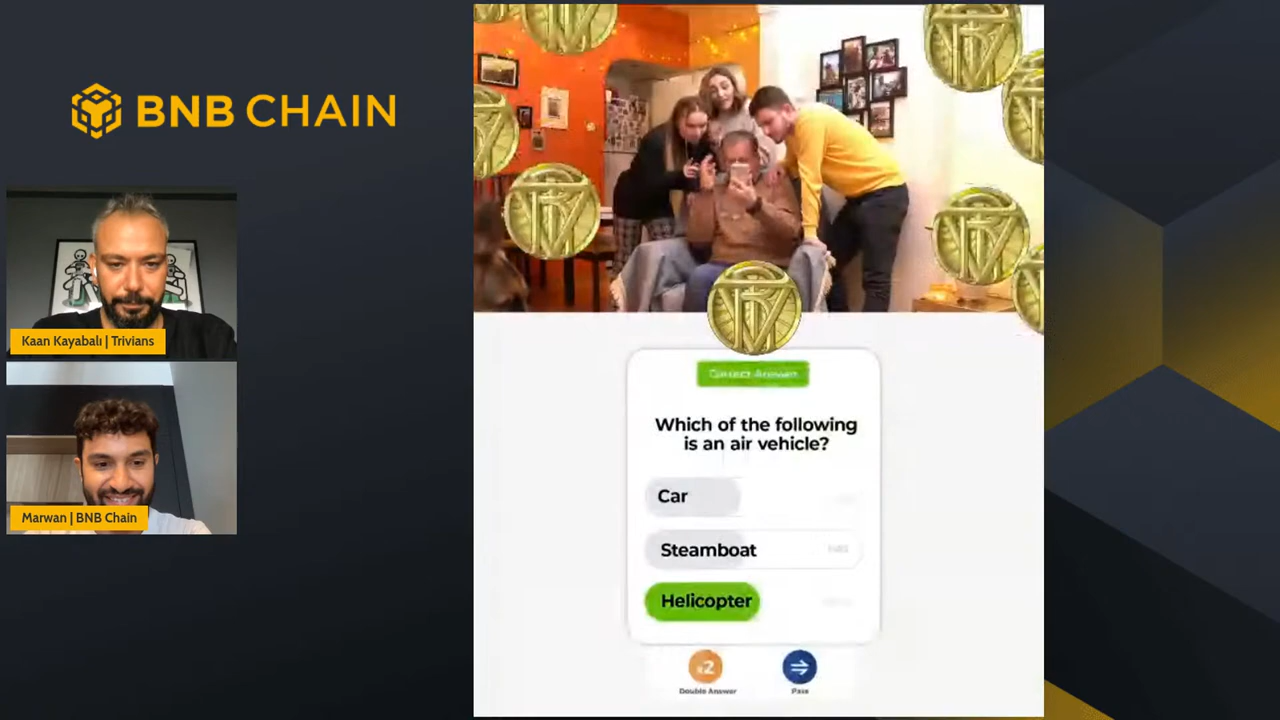 BNB CHAIN
Kaan Kayabalı | Trivians
Marwan | BNB Chain
Correct Answer
Which of the following
is an air vehicle?
Car
Steamboat
Helicopter
x2
Double Answer
Pass